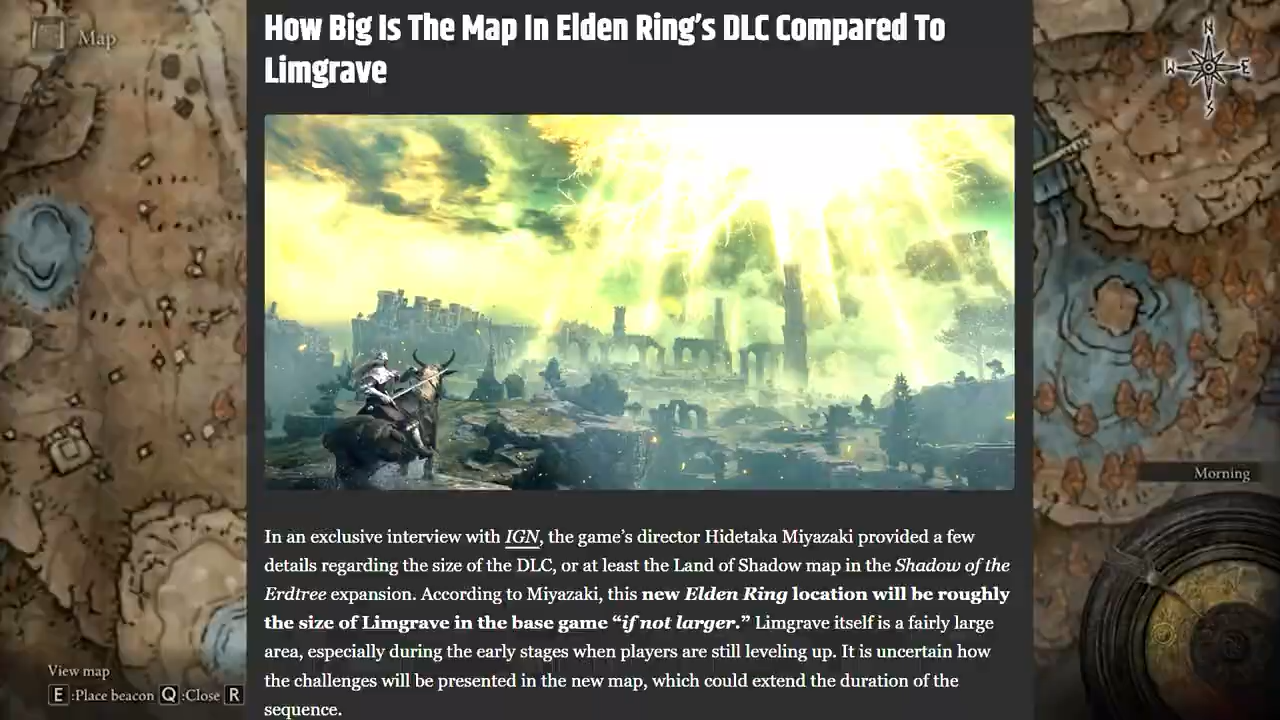 Map
How Big Is The Map In Elden Ring's DLC Compared To
Limgrave
N
W E
S
Morning
In an exclusive interview with IGN, the game's director Hidetaka Miyazaki provided a few
details regarding the size of the DLC, or at least the Land of Shadow map in the Shadow of the
Erdtree expansion. According to Miyazaki, this new Elden Ring location will be roughly
the size of Limgrave in the base game “if not larger.” Limgrave itself is a fairly large
area, especially during the early stages when players are still leveling up. It is uncertain how
the challenges will be presented in the new map, which could extend the duration of the
sequence.
View map
E :Place beacon Q :Close R